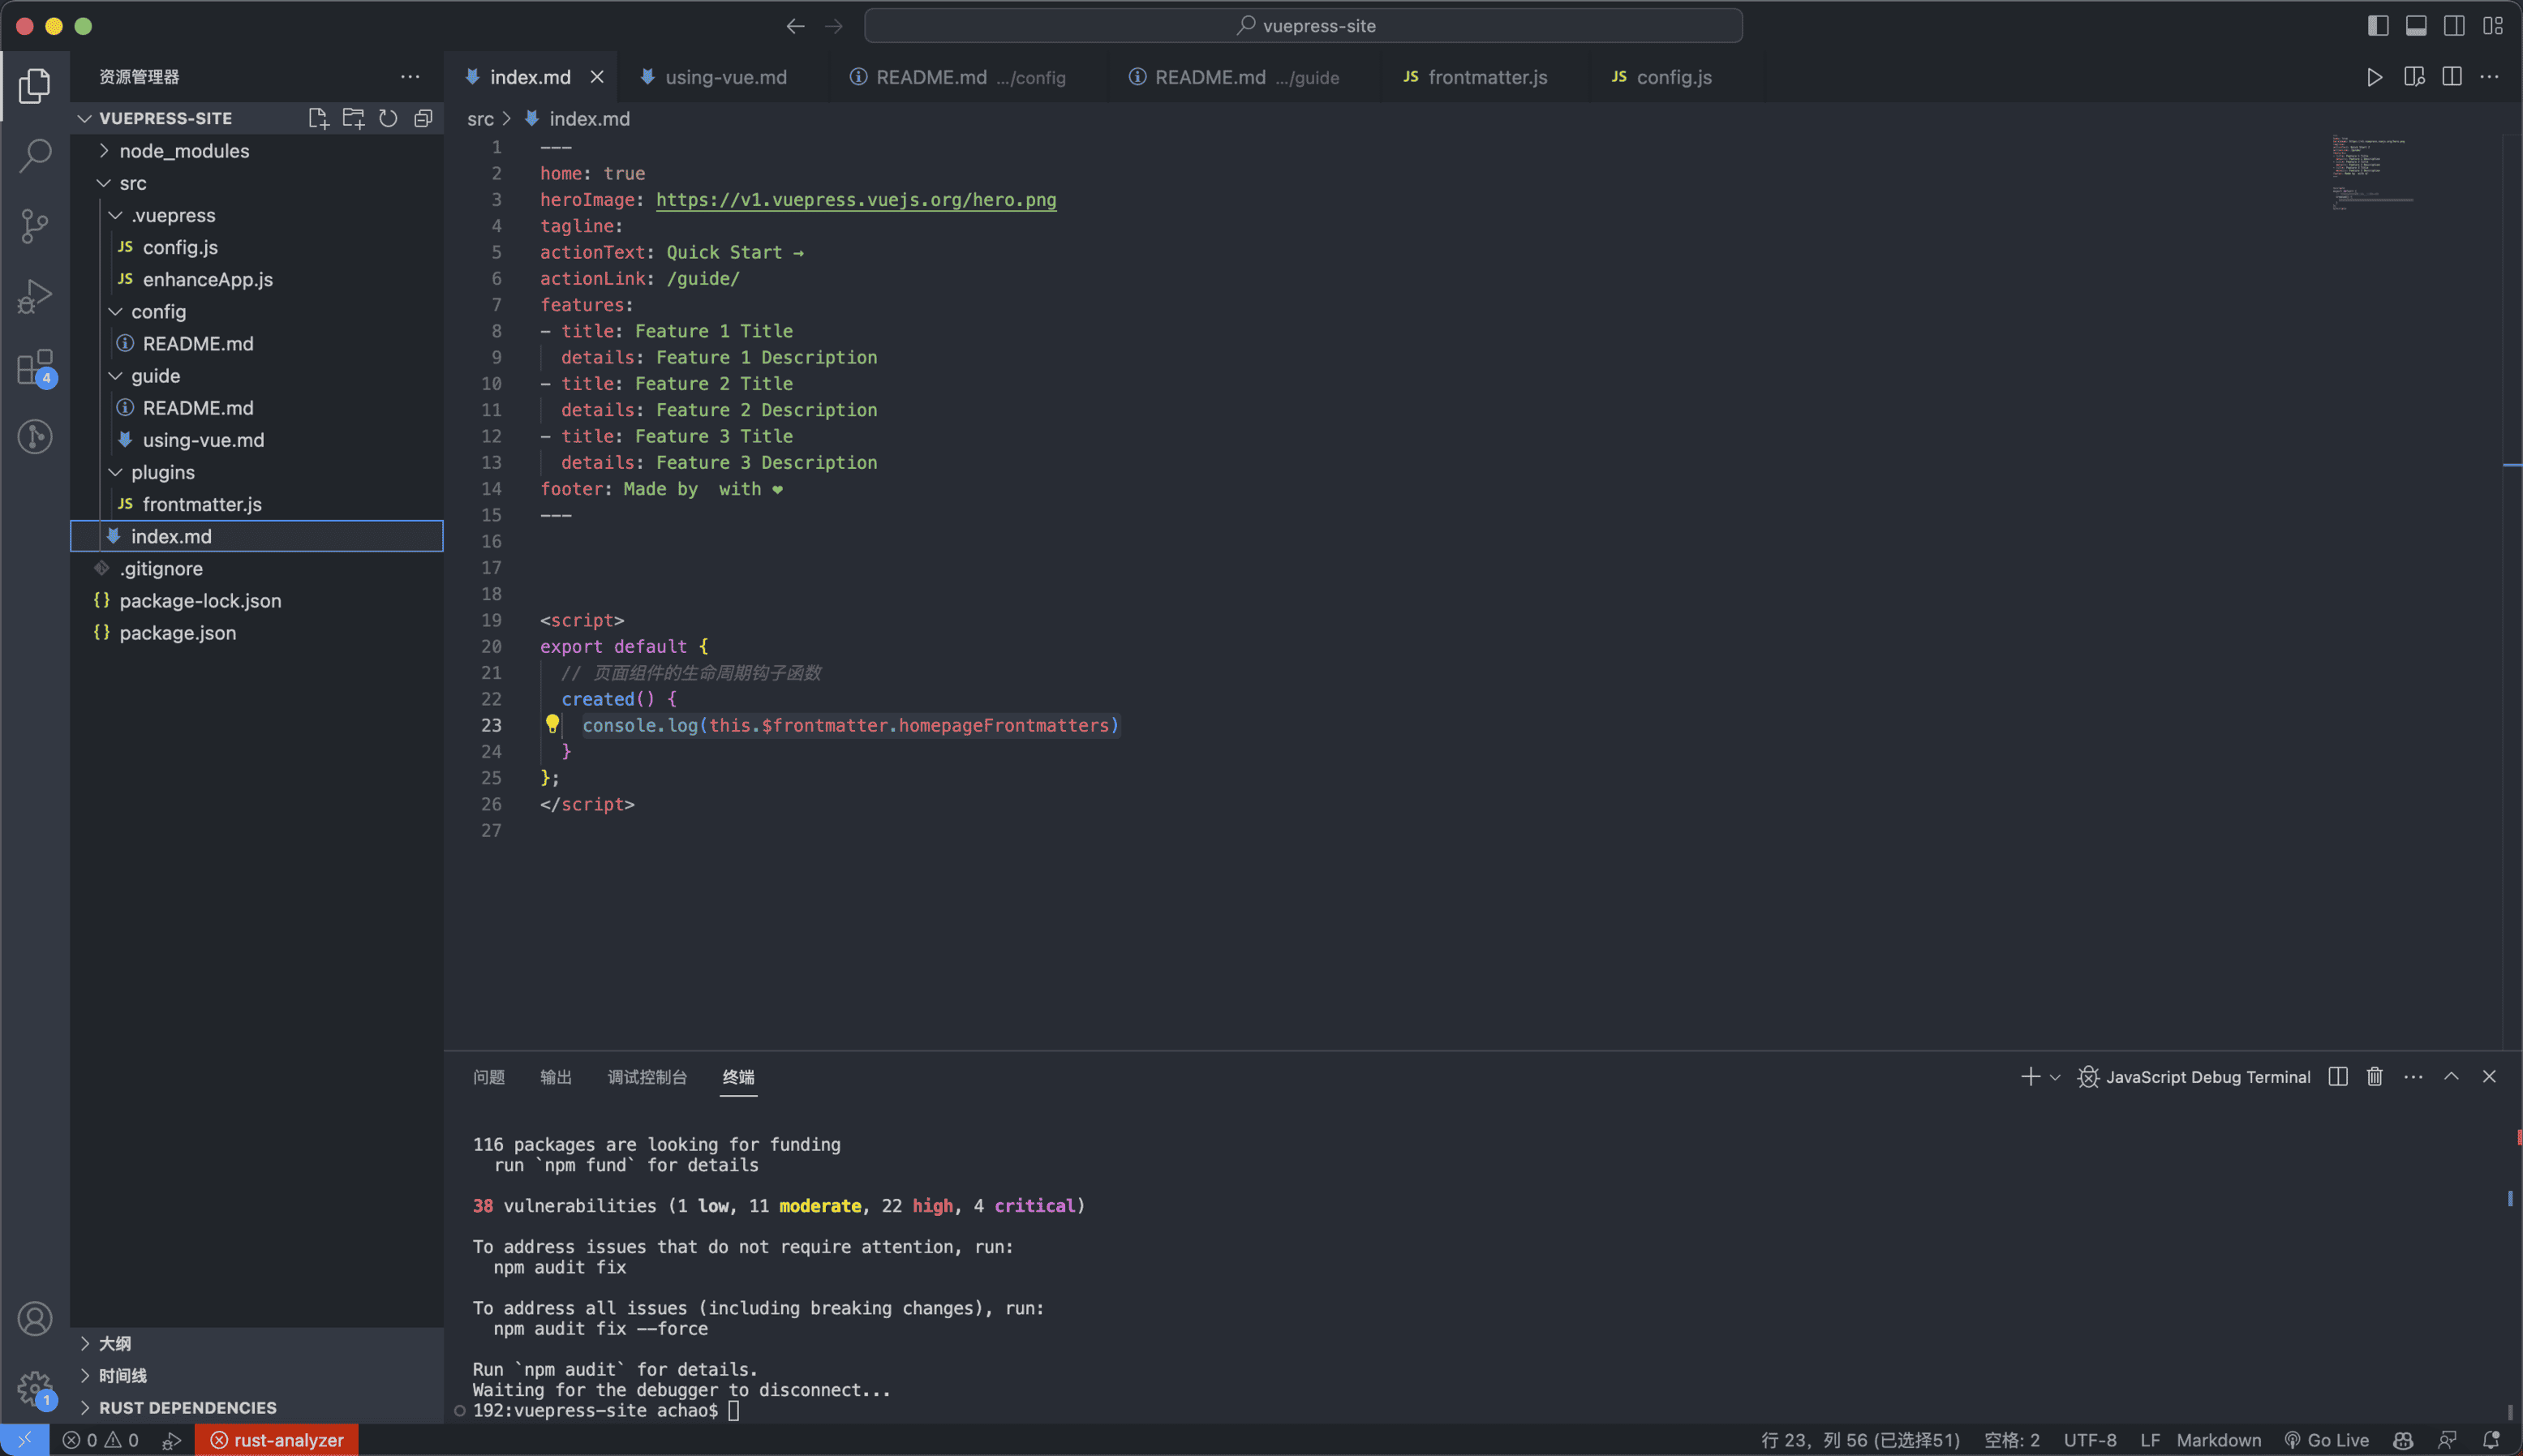 vuepress-site
资源管理器
index.md
using-vue.md
README.md .../config
README.md .../guide
JS frontmatter.js
JS config.js
VUEPRESS-SITE
node_modules
src
.vuepress
JS config.js
JS enhanceApp.js
config
README.md
guide
README.md
using-vue.md
plugins
JS frontmatter.js
index.md
.gitignore
{} package-lock.json
{} package.json
4
大纲
时间线
RUST DEPENDENCIES
1
src > index.md
1 ---
2 home: true
3 heroImage: https://v1.vuepress.vuejs.org/hero.png
4 tagline:
5 actionText: Quick Start →
6 actionLink: /guide/
7 features:
8 - title: Feature 1 Title
9 details: Feature 1 Description
10 - title: Feature 2 Title
11 details: Feature 2 Description
12 - title: Feature 3 Title
13 details: Feature 3 Description
14 footer: Made by  with ❤
15 ---
16
17
18
19 <script>
20 export default {
21 // 页面组件的生命周期钩子函数
22 created() {
23 console.log(this.$frontmatter.homepageFrontmatters)
24 }
25 };
26 </script>
27
问题 输出 调试控制台 终端
JavaScript Debug Terminal
116 packages are looking for funding
run `npm fund` for details
38 vulnerabilities (1 low, 11 moderate, 22 high, 4 critical)
To address issues that do not require attention, run:
npm audit fix
To address all issues (including breaking changes), run:
npm audit fix --force
Run `npm audit` for details.
Waiting for the debugger to disconnect...
192:vuepress-site achao$
0 0 rust-analyzer
行 23，列 56 (已选择51) 空格: 2 UTF-8 LF Markdown Go Live